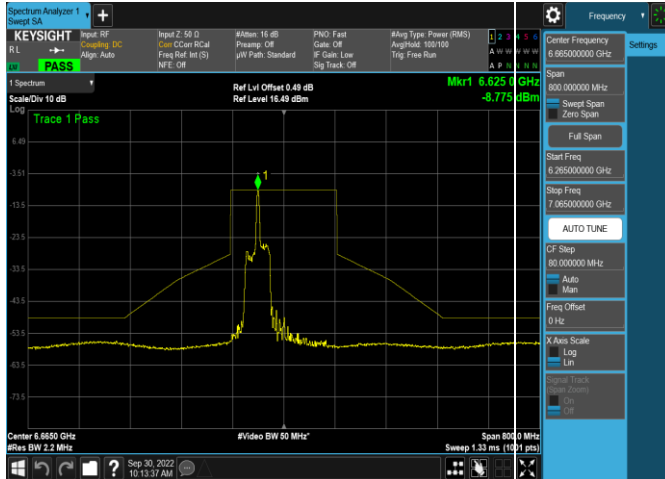 Spectrum Analyzer 1
Swept SA
KEYSIGHT
R L
PASS
Input: RF
Coupling: DC
Align: Auto
Input Z: 50 Ω
Corr CCorr RCal
Freq Ref: Int (S)
NFE: Off
#Atten: 16 dB
Preamp: Off
µW Path: Standard
PNO: Fast
Gate: Off
IF Gain: Low
Sig Track: Off
#Avg Type: Power (RMS)
Avg|Hold: 100/100
Trig: Free Run
1 2 3 4 5 6
A W W W W W
A P N N N N
1 Spectrum
Scale/Div 10 dB
Log
Ref Lvl Offset 0.49 dB
Ref Level 16.49 dBm
Mkr1 6.625 0 GHz
-8.775 dBm
Trace 1 Pass
1
6.49
-3.51
-13.5
-23.5
-33.5
-43.5
-53.5
-63.5
-73.5
Center 6.6650 GHz
#Res BW 2.2 MHz
#Video BW 50 MHz*
Span 800.0 MHz
Sweep 1.33 ms (1001 pts)
?
Sep 30, 2022
10:13:37 AM
Frequency
Settings
Center Frequency
6.665000000 GHz
Span
800.000000 MHz
Swept Span
Zero Span
Full Span
Start Freq
6.265000000 GHz
Stop Freq
7.065000000 GHz
AUTO TUNE
CF Step
80.000000 MHz
Auto
Man
Freq Offset
0 Hz
X Axis Scale
Log
Lin
Signal Track
(Span Zoom)
On
Off